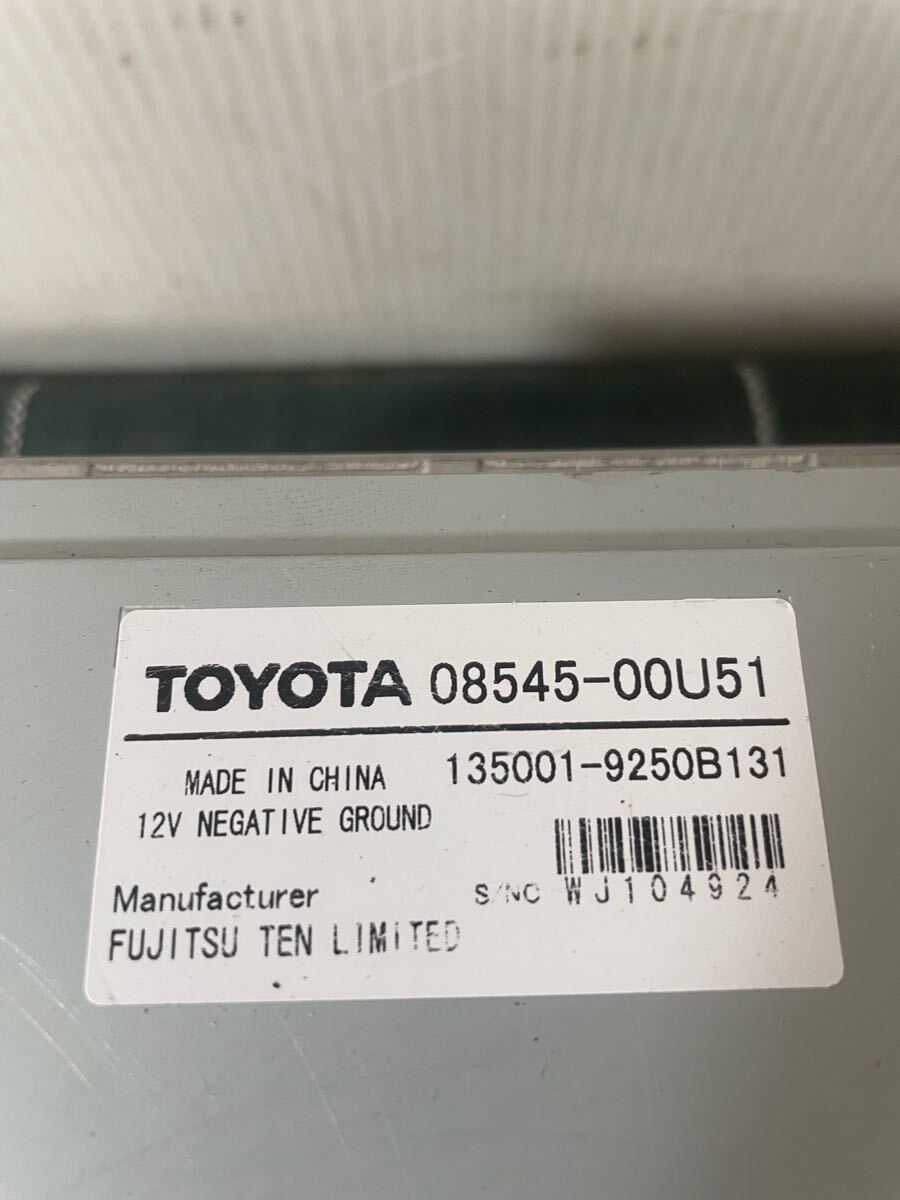 TOYOTA 08545-00U51
MADE IN CHINA 135001-9250B131
12V NEGATIVE GROUND
Manufacturer S/NO WJ104924
FUJITSU TEN LIMITED